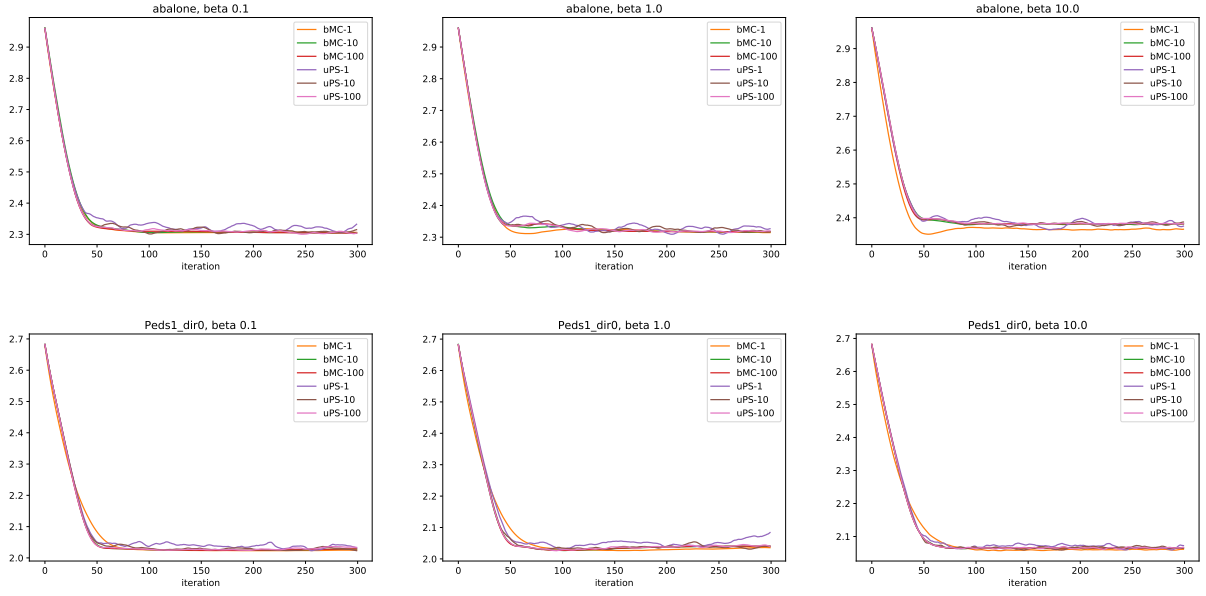 abalone, beta 0.1
2.9
2.8
2.7
2.6
2.5
2.4
2.3
bMC-1
bMC-10
bMC-100
uPS-1
uPS-10
uPS-100
0 50 100 150 200 250 300
iteration
abalone, beta 1.0
2.9
2.8
2.7
2.6
2.5
2.4
2.3
bMC-1
bMC-10
bMC-100
uPS-1
uPS-10
uPS-100
0 50 100 150 200 250 300
iteration
abalone, beta 10.0
2.9
2.8
2.7
2.6
2.5
2.4
bMC-1
bMC-10
bMC-100
uPS-1
uPS-10
uPS-100
0 50 100 150 200 250 300
iteration
Peds1_dir0, beta 0.1
2.7
2.6
2.5
2.4
2.3
2.2
2.1
2.0
bMC-1
bMC-10
bMC-100
uPS-1
uPS-10
uPS-100
0 50 100 150 200 250 300
iteration
Peds1_dir0, beta 1.0
2.7
2.6
2.5
2.4
2.3
2.2
2.1
2.0
bMC-1
bMC-10
bMC-100
uPS-1
uPS-10
uPS-100
0 50 100 150 200 250 300
iteration
Peds1_dir0, beta 10.0
2.7
2.6
2.5
2.4
2.3
2.2
2.1
bMC-1
bMC-10
bMC-100
uPS-1
uPS-10
uPS-100
0 50 100 150 200 250 300
iteration